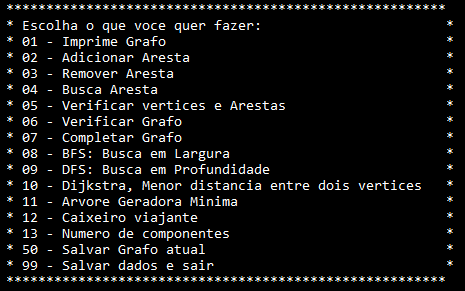 *******************************************************
* Escolha o que voce quer fazer:                       *
* 01 - Imprime Grafo                                   *
* 02 - Adicionar Aresta                                *
* 03 - Remover Aresta                                  *
* 04 - Busca Aresta                                    *
* 05 - Verificar vertices e Arestas                    *
* 06 - Verificar Grafo                                 *
* 07 - Completar Grafo                                 *
* 08 - BFS: Busca em Largura                           *
* 09 - DFS: Busca em Profundidade                      *
* 10 - Dijkstra, Menor distancia entre dois vertices   *
* 11 - Arvore Geradora Minima                          *
* 12 - Caixeiro viajante                               *
* 13 - Numero de componentes                           *
* 50 - Salvar Grafo atual                              *
* 99 - Salvar dados e sair                             *
*******************************************************